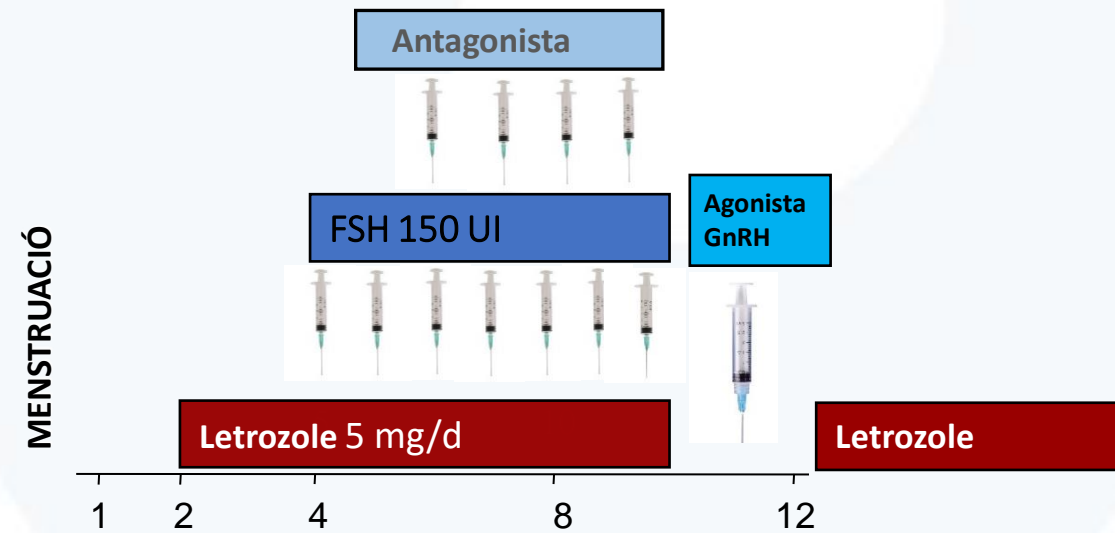 Antagonista
FSH 150 UI
Agonista
GnRH
MENSTRUACIÓ
Letrozole 5 mg/d
Letrozole
1 2 4 8 12